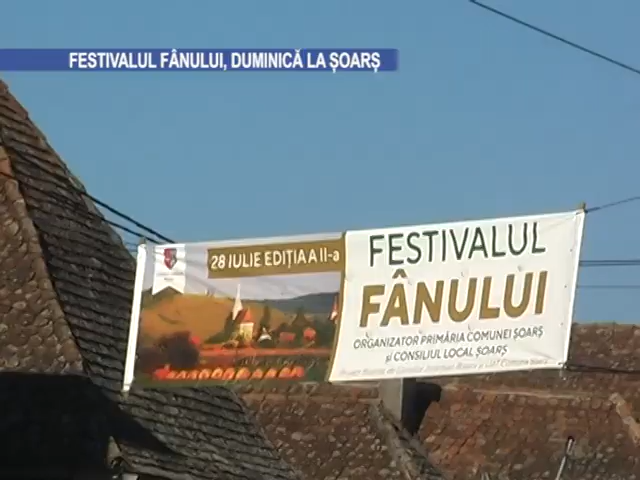 FESTIVALUL FÂNULUI, DUMINICĂ LA ȘOARȘ
28 IULIE EDIȚIA A II-a
FESTIVALUL
FÂNULUI
ORGANIZATOR PRIMĂRIA COMUNEI ȘOARȘ
și CONSILIUL LOCAL ȘOARȘ